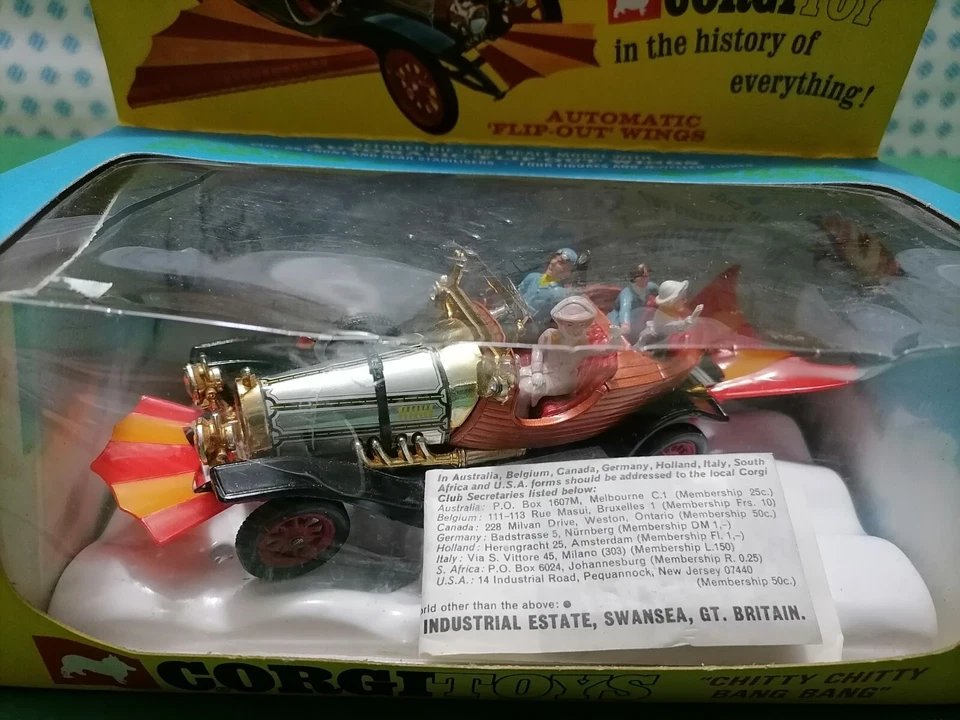 CORGI TOY
in the history of
everything!
AUTOMATIC
'FLIP-OUT' WINGS
In Australia, Belgium, Canada, Germany, Holland, Italy, South
Africa and U.S.A. forms should be addressed to the local Corgi
Club Secretaries listed below:
Australia: P.O. Box 1607M, Melbourne C.1 (Membership 25c.)
Belgium: 111-113 Rue Masui, Bruxelles 1 (Membership Frs. 10)
Canada: 228 Milvan Drive, Weston, Ontario (Membership 50c.)
Germany: Badstrasse 5, Nürnberg (Membership DM 1,-)
Holland: Herengracht 25, Amsterdam (Membership Fl. 1,-)
Italy: Via S. Vittore 45, Milano (303) (Membership L.150)
S. Africa: P.O. Box 6024, Johannesburg (Membership R. 0.25)
U.S.A.: 14 Industrial Road, Pequannock, New Jersey 07440
(Membership 50c.)
orld other than the above:
INDUSTRIAL ESTATE, SWANSEA, GT. BRITAIN.
CORGI TOYS
"CHITTY CHITTY
BANG BANG"